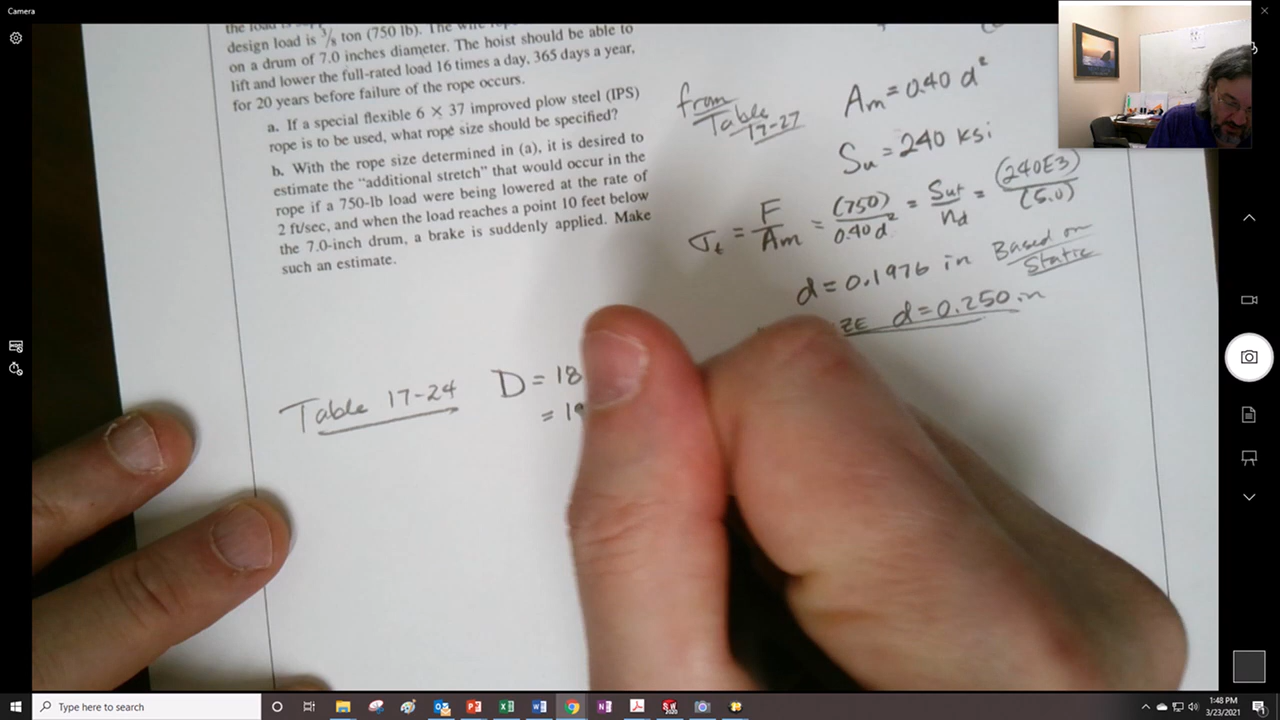 Camera
design load is 3/8 ton (750 lb). The wire
on a drum of 7.0 inches diameter. The hoist should be able to
lift and lower the full-rated load 16 times a day, 365 days a year,
for 20 years before failure of the rope occurs.
a. If a special flexible 6 × 37 improved plow steel (IPS)
rope is to be used, what rope size should be specified?
b. With the rope size determined in (a), it is desired to
estimate the "additional stretch" that would occur in the
rope if a 750-lb load were being lowered at the rate of
2 ft/sec, and when the load reaches a point 10 feet below
the 7.0-inch drum, a brake is suddenly applied. Make
such an estimate.
from
Table
17-27
Am = 0.40 d²
Su = 240 ksi
σt = F/Am = (750)/0.40d² = Sut/nd = (240E3)/(5.0)
d = 0.1976 in Based on
Static
ZE d = 0.250 in
Table 17-24 D = 18
= 1
Type here to search
1:48 PM
3/23/2021